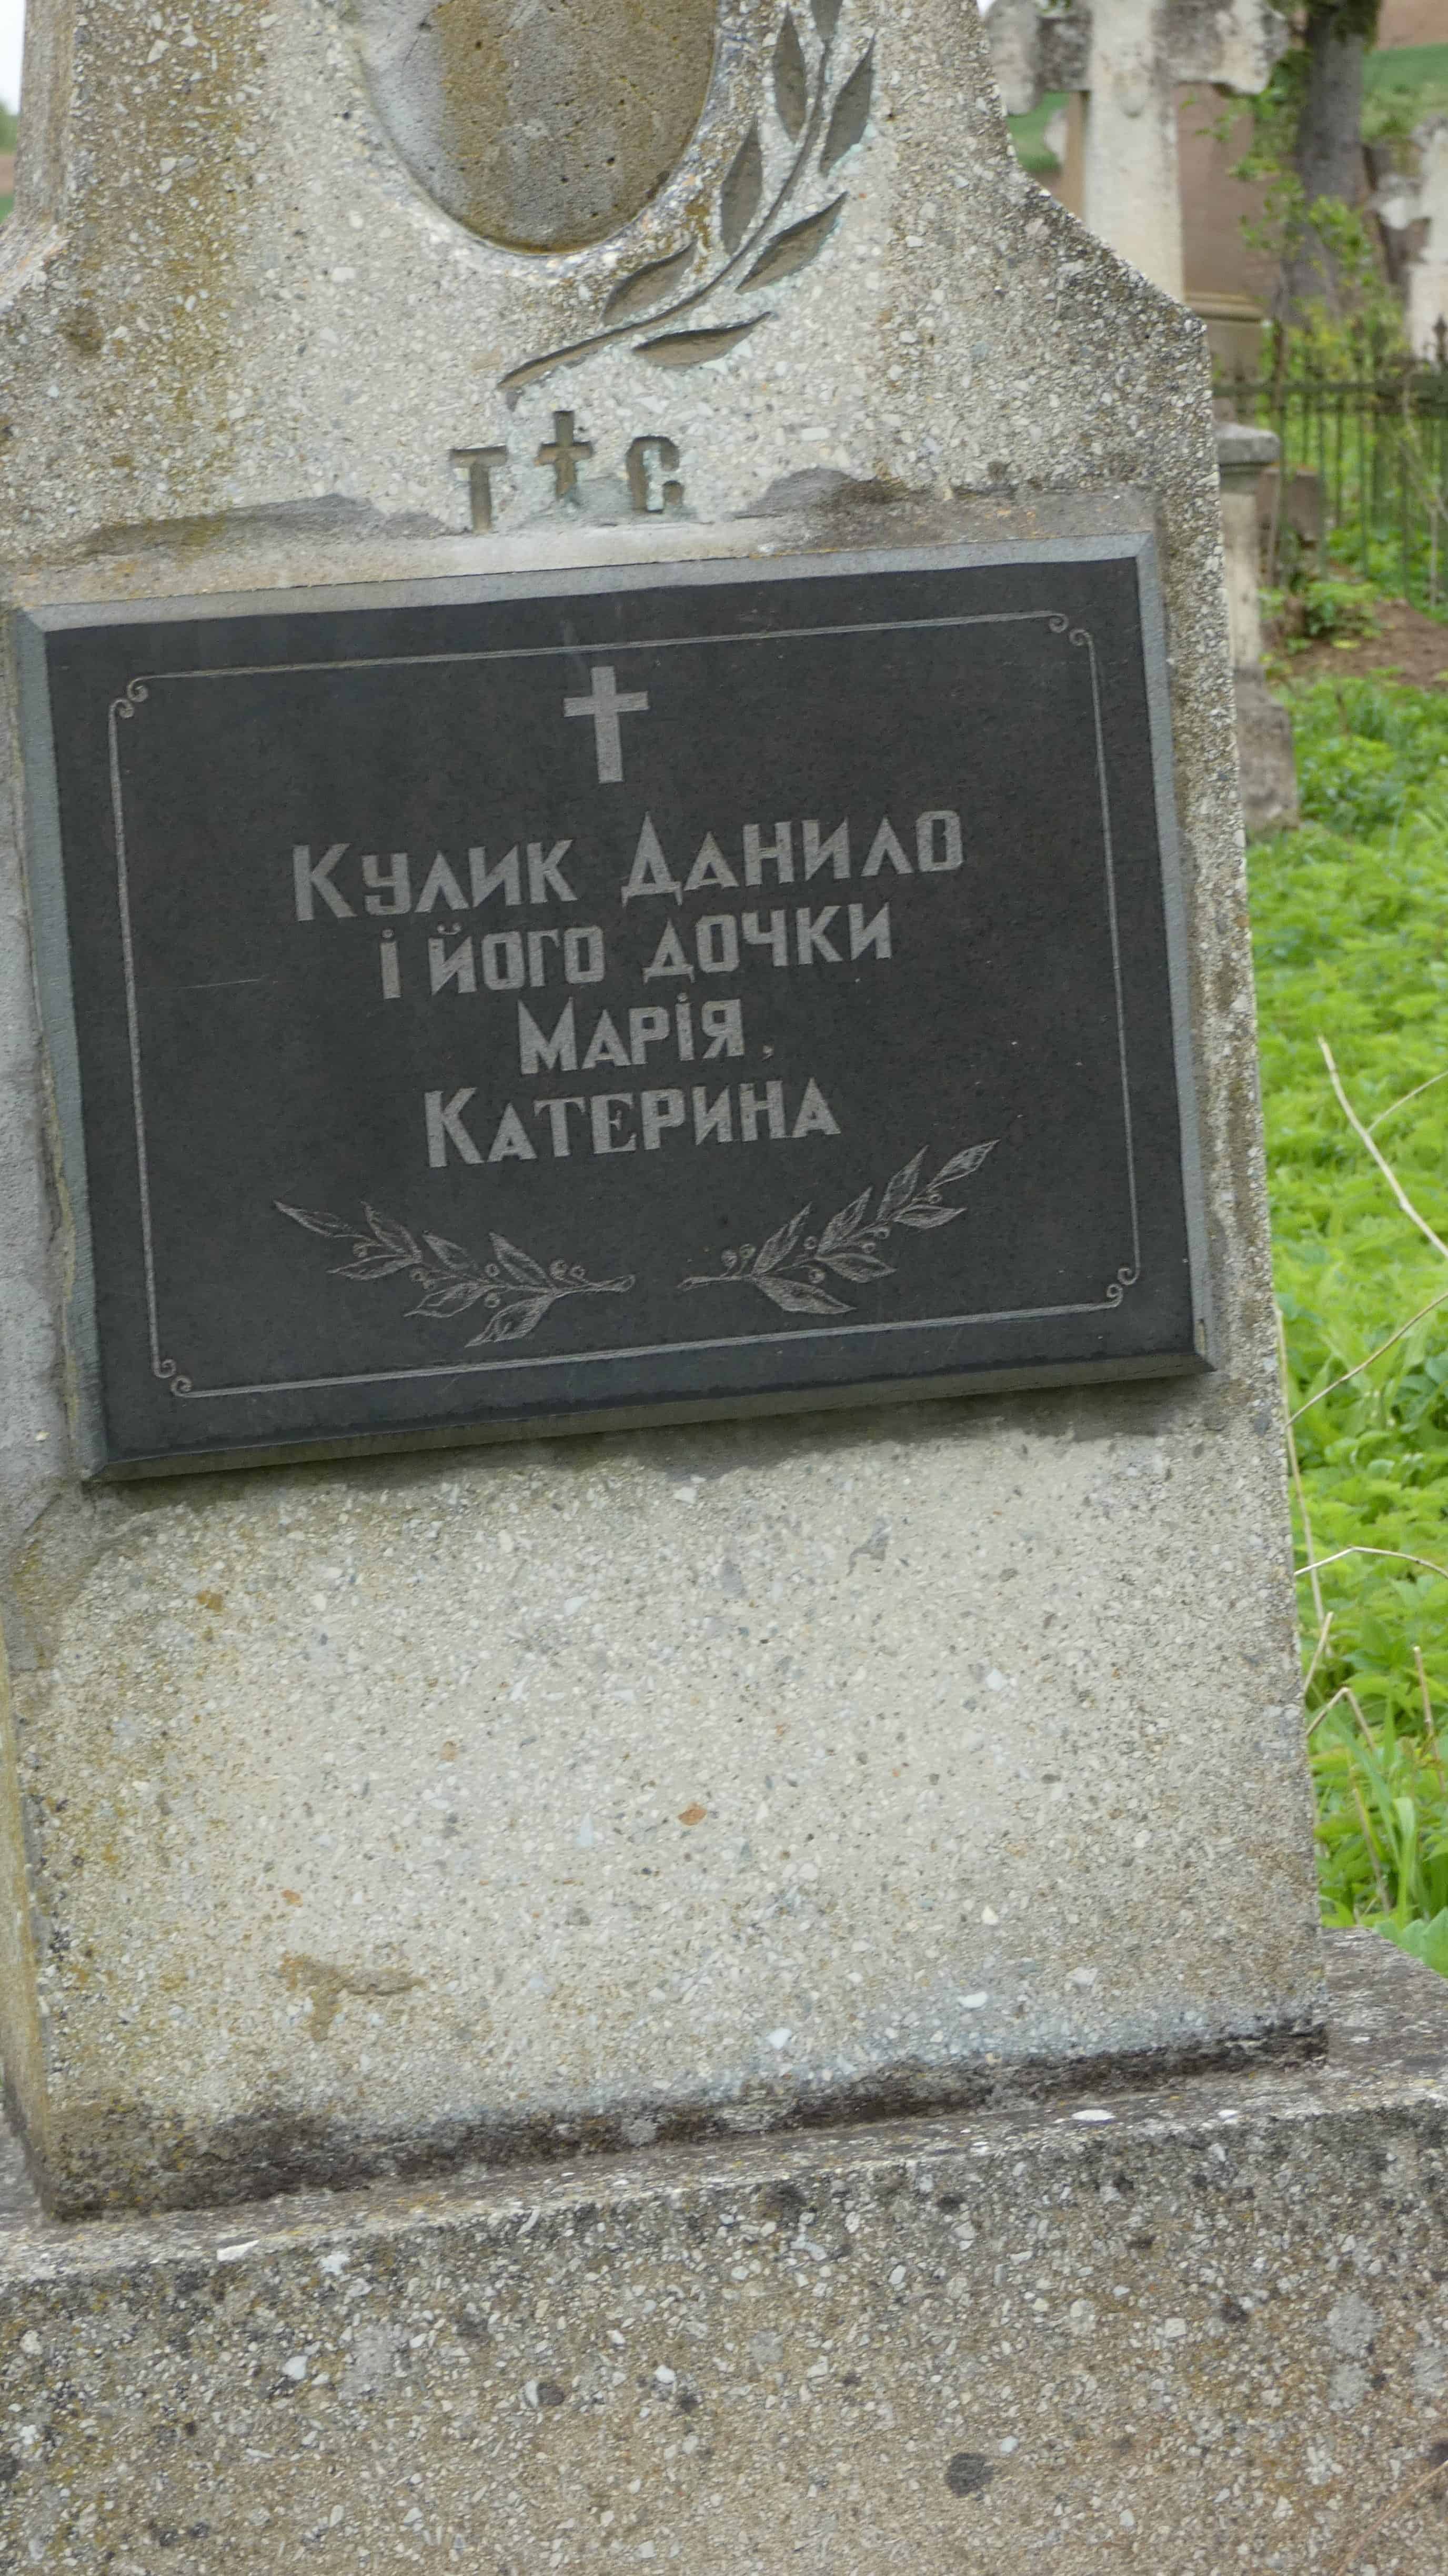 Т † С
Кулик Данило
і його дочки
Марія,
Катерина